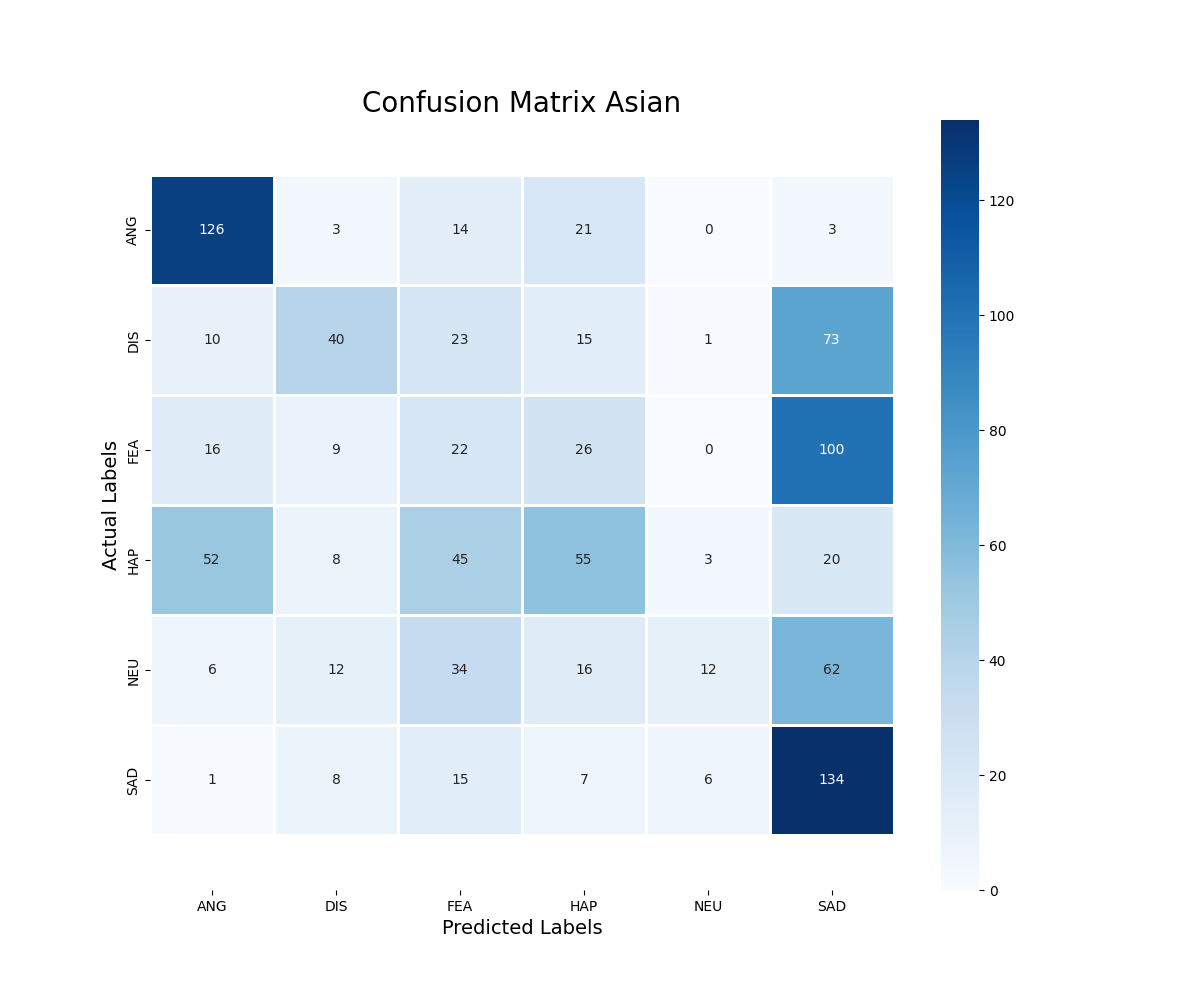 Confusion Matrix Asian
ANG 126 3 14 21 0 3
DIS 10 40 23 15 1 73
FEA 16 9 22 26 0 100
HAP 52 8 45 55 3 20
NEU 6 12 34 16 12 62
SAD 1 8 15 7 6 134
ANG DIS FEA HAP NEU SAD
Predicted Labels
Actual Labels
120
100
80
60
40
20
0